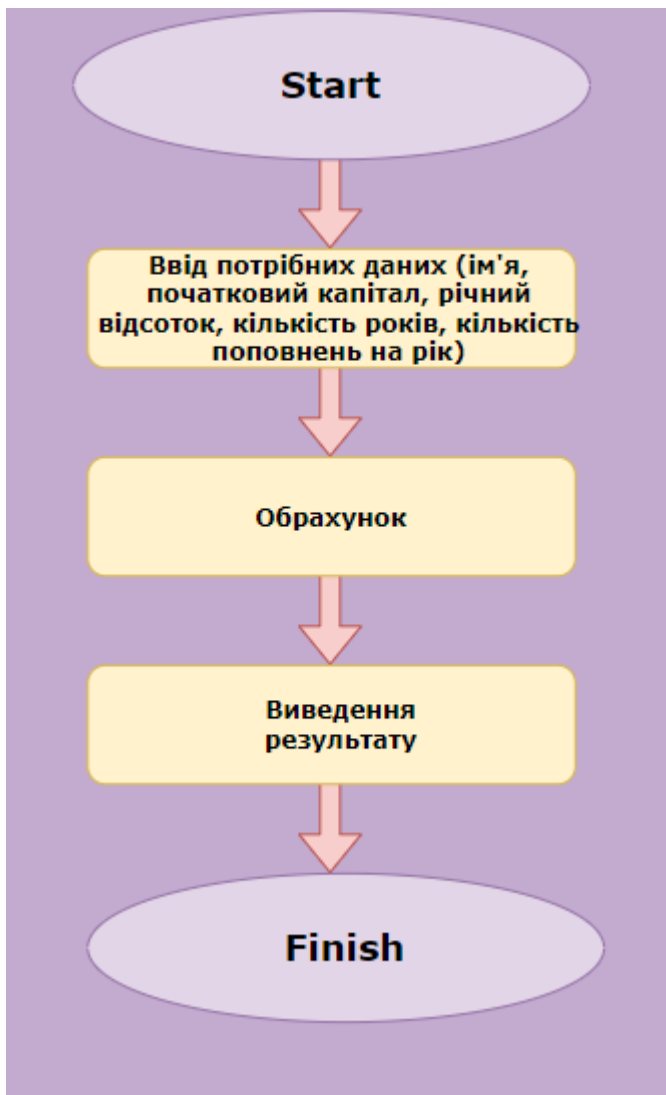 Start
Ввід потрібних даних (ім'я,
початковий капітал, річний
відсоток, кількість років, кількість
поповнень на рік)
Обрахунок
Виведення
результату
Finish